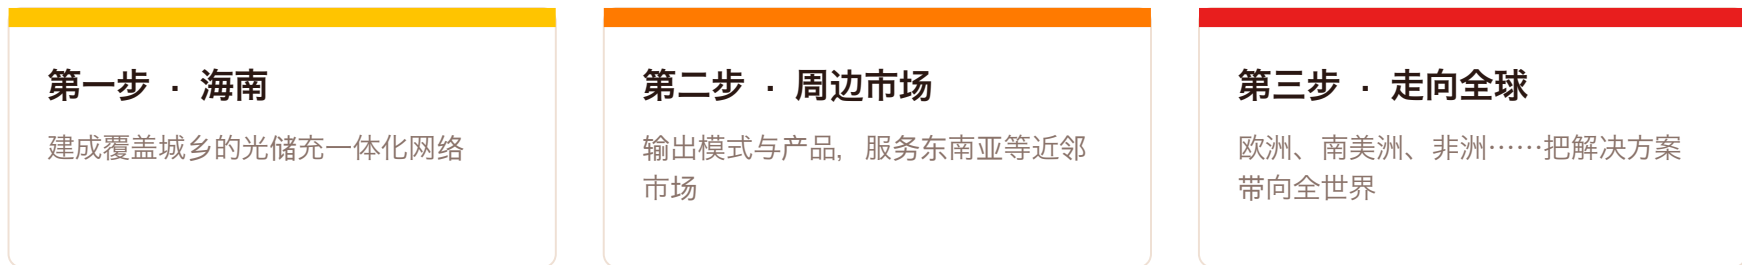 第一步 · 海南
建成覆盖城乡的光储充一体化网络
第二步 · 周边市场
输出模式与产品，服务东南亚等近邻
市场
第三步 · 走向全球
欧洲、南美洲、非洲……把解决方案
带向全世界